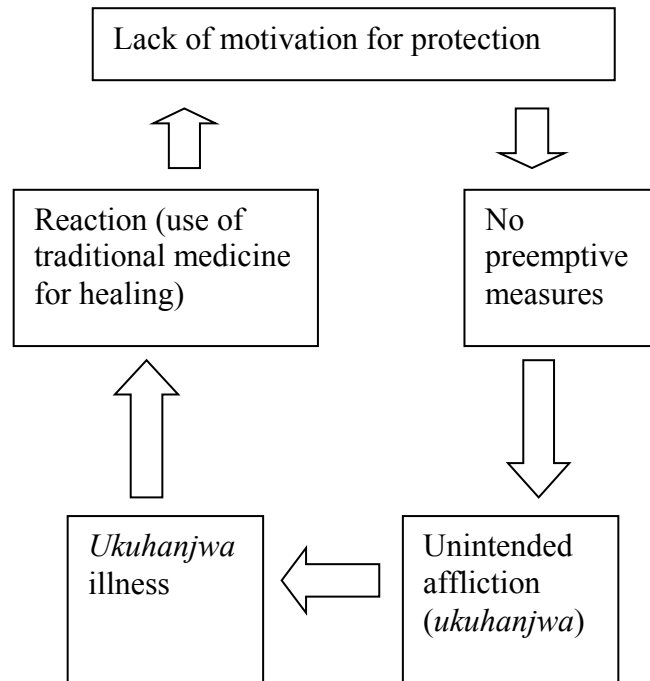 Lack of motivation for protection
Reaction (use of
traditional medicine
for healing)
No
preemptive
measures
Ukuhanjwa
illness
Unintended
affliction
(ukuhanjwa)